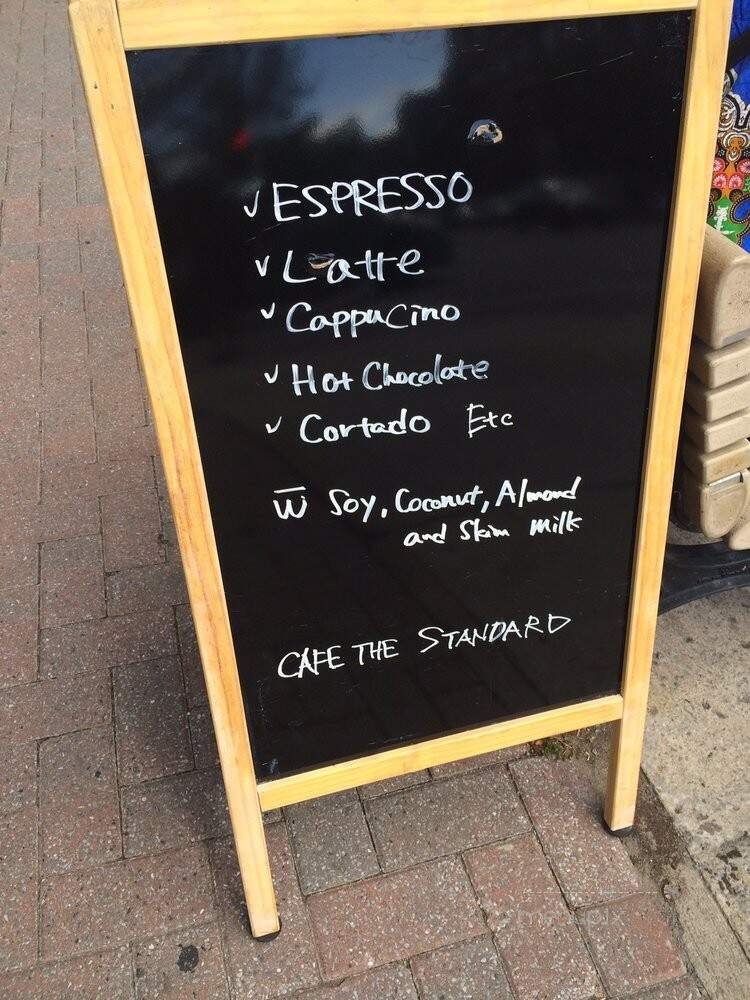 ✓ ESPRESSO
✓ Latte
✓ Cappucino
✓ Hot Chocolate
✓ Cortado Etc
w̅ Soy, Coconut, Almond
and Skim milk
CAFE THE STANDARD